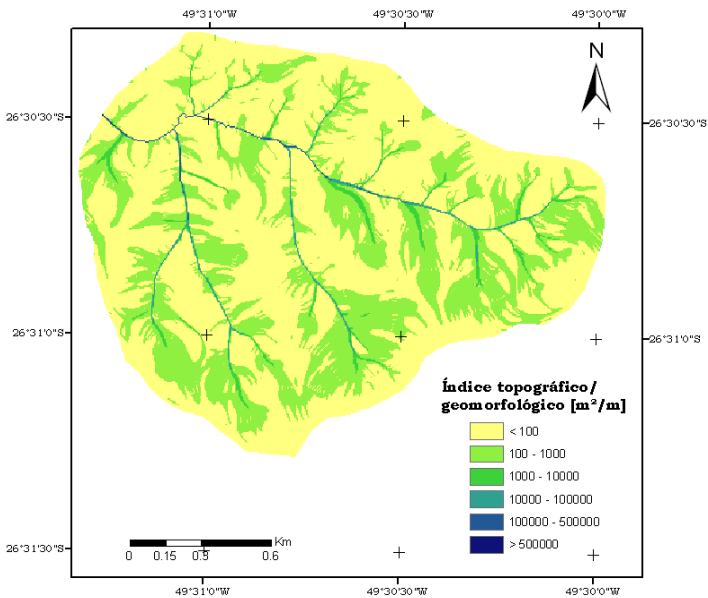 49°31'0"W 49°30'30"W 49°30'0"W
N
26°30'30"S 26°30'30"S
26°31'0"S 26°31'0"S
Índice topográfico/
geomorfológico [m²/m]
< 100
100 - 1000
1000 - 10000
10000 - 100000
100000 - 500000
> 500000
26°31'30"S
Km
0 0.15 0.3 0.6
49°31'0"W 49°30'30"W 49°30'0"W